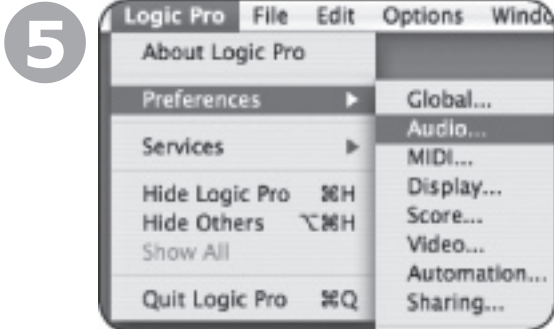 5
Logic Pro File Edit Options Windo
About Logic Pro
Preferences ▶
Services ▶
Hide Logic Pro ⌘H
Hide Others ⌥⌘H
Show All
Quit Logic Pro ⌘Q
Global...
Audio...
MIDI...
Display...
Score...
Video...
Automation...
Sharing...